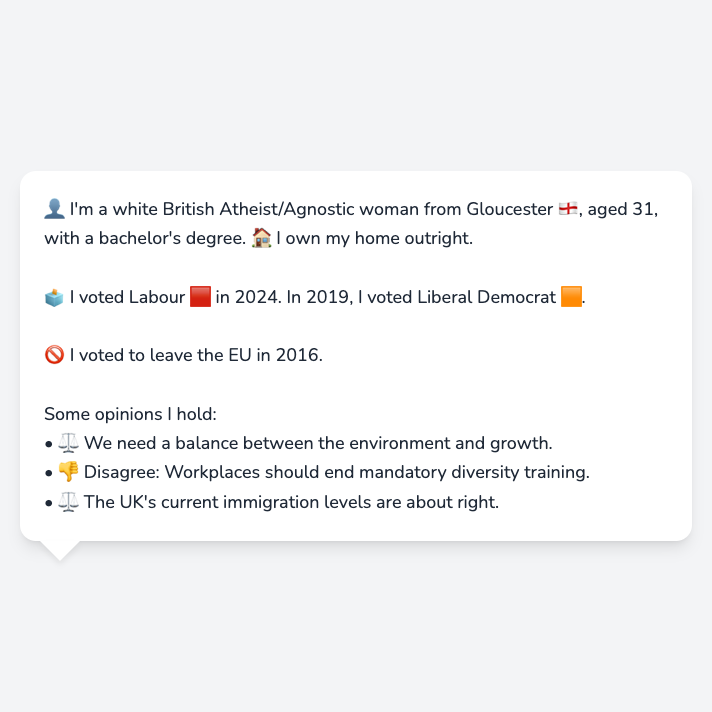 👤 I'm a white British Atheist/Agnostic woman from Gloucester 🏴󠁧󠁢󠁥󠁮󠁧󠁿, aged 31,
with a bachelor's degree. 🏠 I own my home outright.
🗳️ I voted Labour 🟥 in 2024. In 2019, I voted Liberal Democrat 🟧.
🚫 I voted to leave the EU in 2016.
Some opinions I hold:
• ⚖️ We need a balance between the environment and growth.
• 👎 Disagree: Workplaces should end mandatory diversity training.
• ⚖️ The UK's current immigration levels are about right.